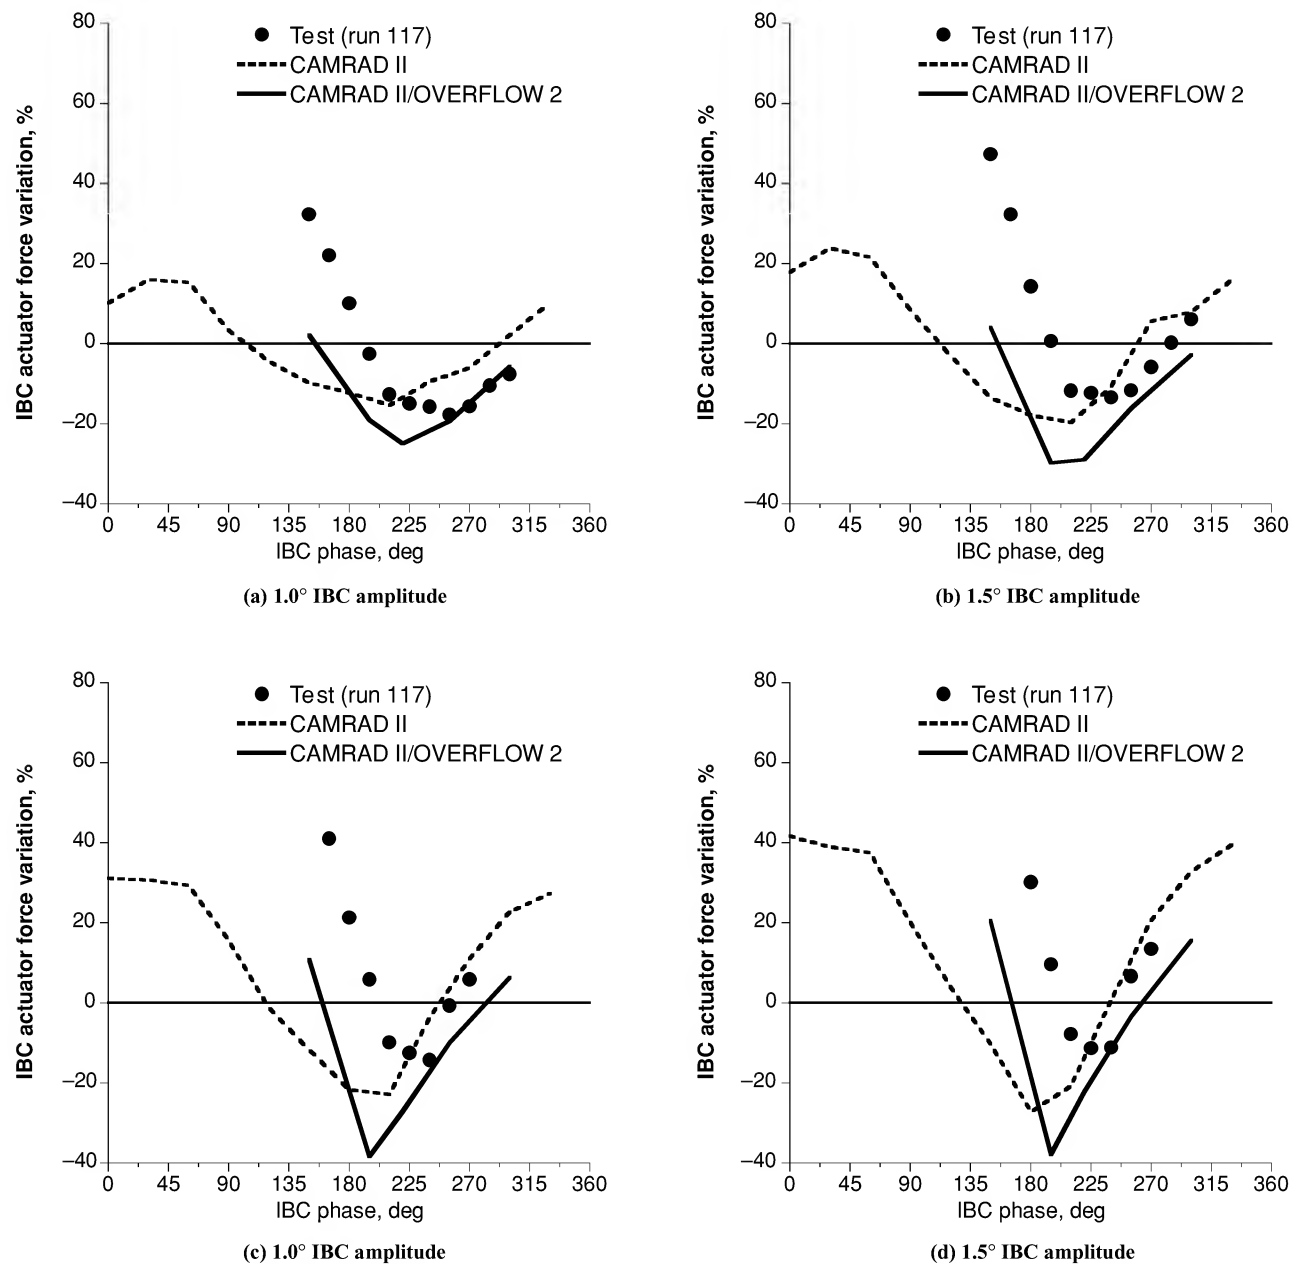 80
60
40
20
0
−20
−40
IBC actuator force variation, %
Test (run 117)
CAMRAD II
CAMRAD II/OVERFLOW 2
0 45 90 135 180 225 270 315 360
IBC phase, deg
(a) 1.0° IBC amplitude
80
60
40
20
0
−20
−40
IBC actuator force variation, %
Test (run 117)
CAMRAD II
CAMRAD II/OVERFLOW 2
0 45 90 135 180 225 270 315 360
IBC phase, deg
(b) 1.5° IBC amplitude
80
60
40
20
0
−20
−40
IBC actuator force variation, %
Test (run 117)
CAMRAD II
CAMRAD II/OVERFLOW 2
0 45 90 135 180 225 270 315 360
IBC phase, deg
(c) 1.0° IBC amplitude
80
60
40
20
0
−20
−40
IBC actuator force variation, %
Test (run 117)
CAMRAD II
CAMRAD II/OVERFLOW 2
0 45 90 135 180 225 270 315 360
IBC phase, deg
(d) 1.5° IBC amplitude